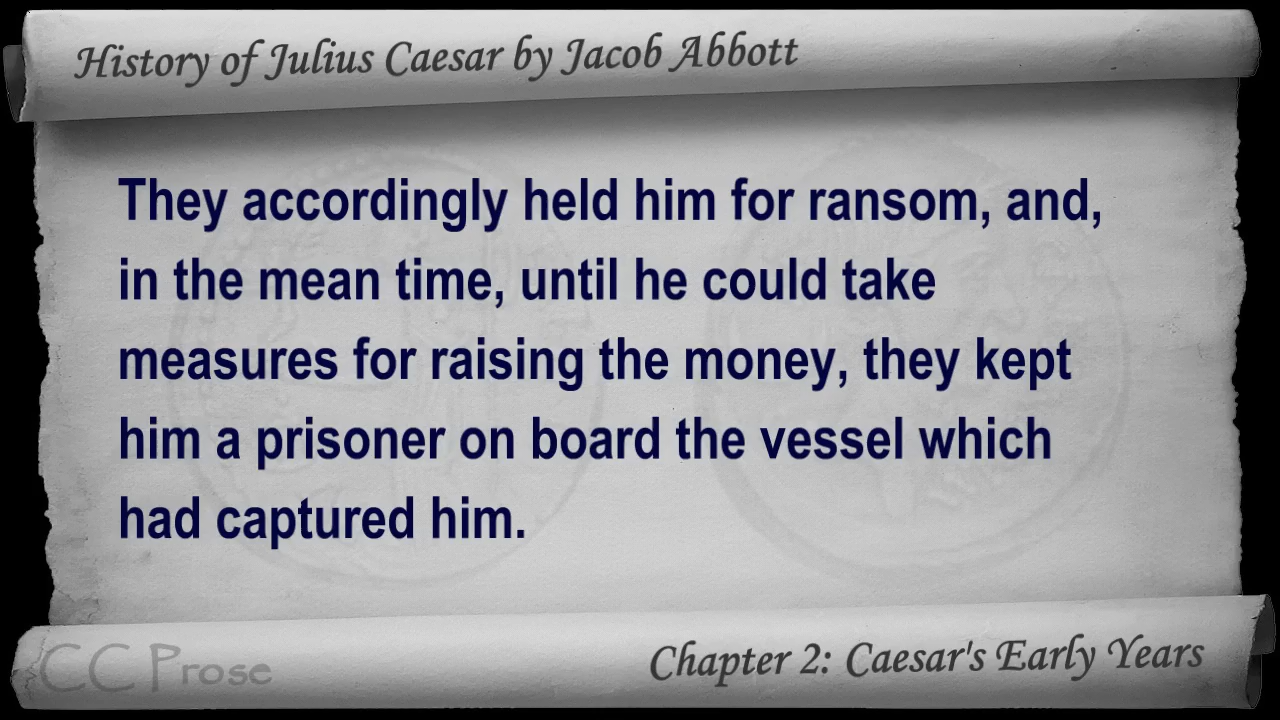 History of Julius Caesar by Jacob Abbott
They accordingly held him for ransom, and,
in the mean time, until he could take
measures for raising the money, they kept
him a prisoner on board the vessel which
had captured him.
CC Prose
Chapter 2: Caesar's Early Years